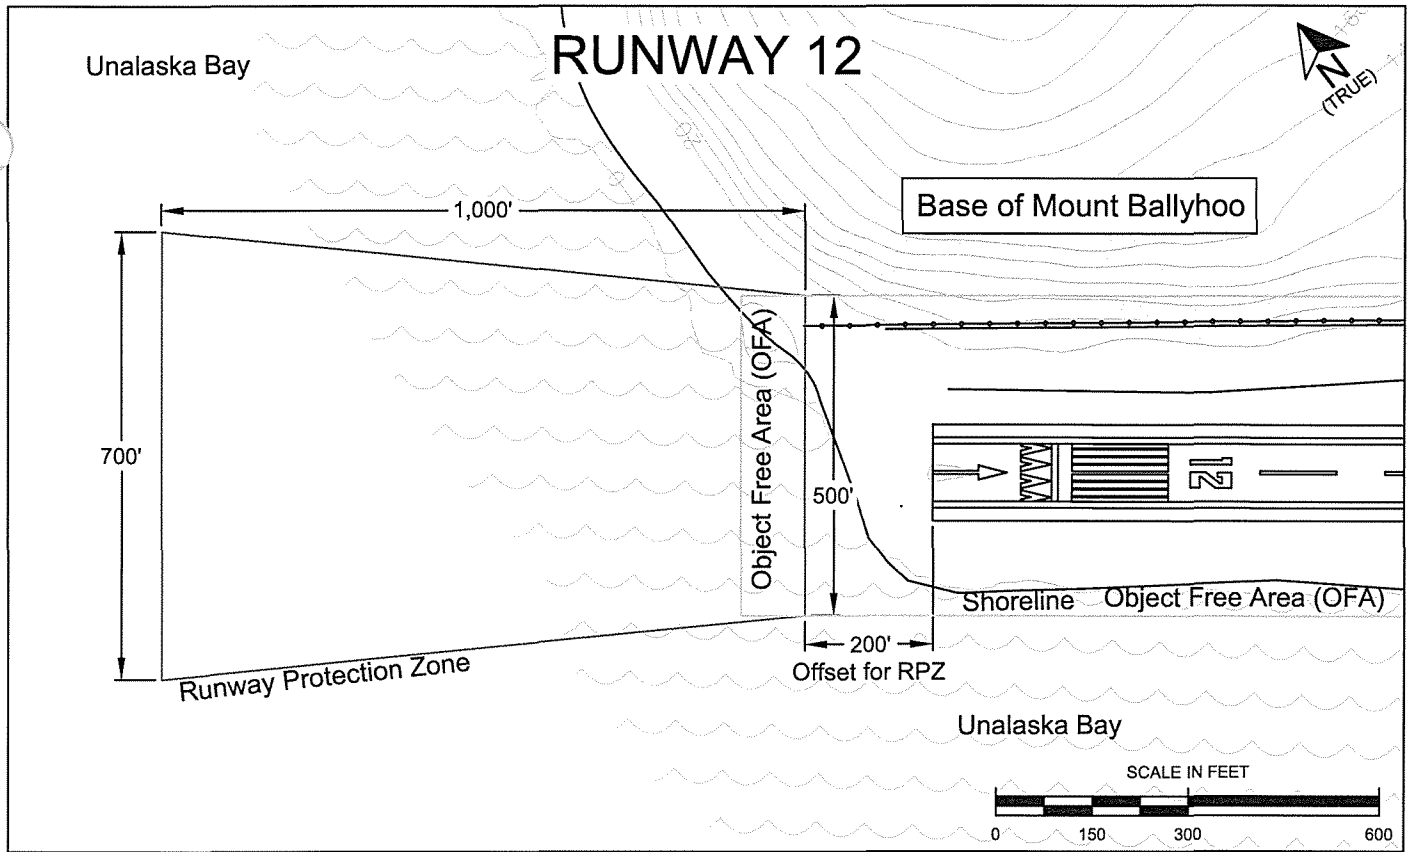 RUNWAY 12
Unalaska Bay
N
(TRUE)
20
0
Base of Mount Ballyhoo
1,000'
700'
Object Free Area (OFA)
500'
12
Shoreline
Object Free Area (OFA)
200'
Offset for RPZ
Runway Protection Zone
Unalaska Bay
SCALE IN FEET
0 150 300 600